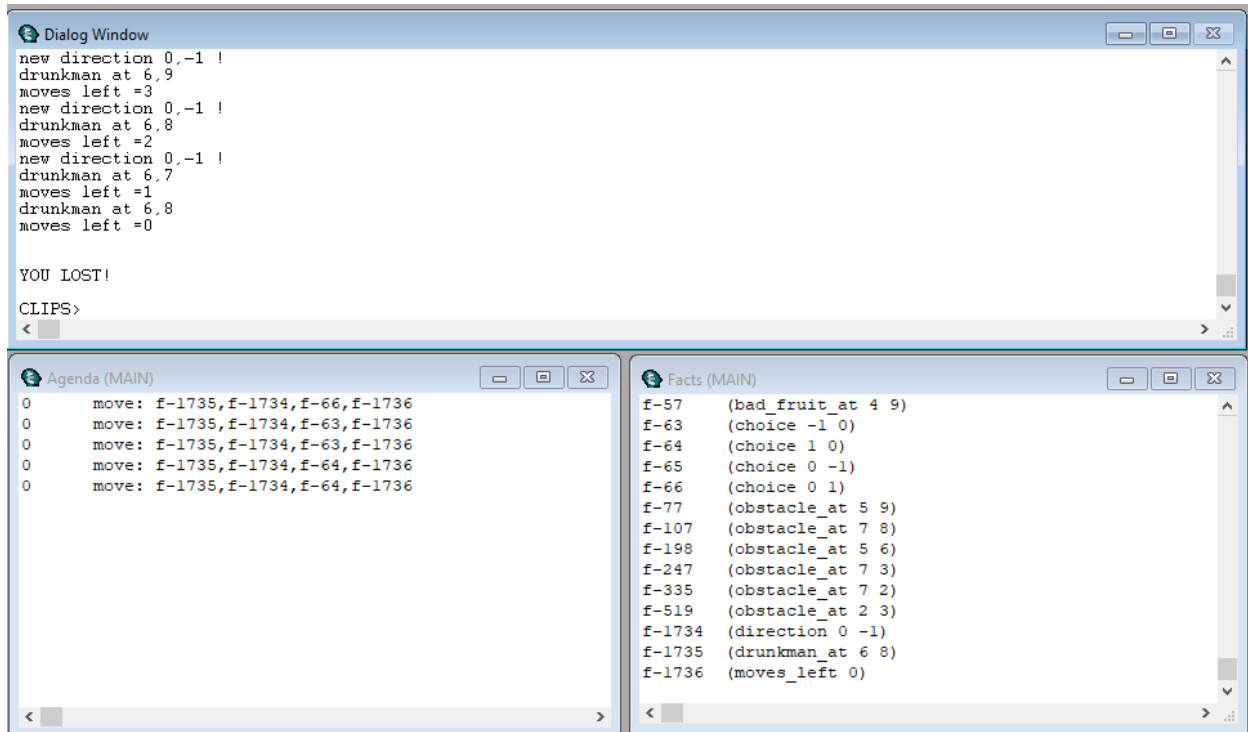 Dialog Window
new direction 0,-1 !
drunkman at 6,9
moves left =3
new direction 0,-1 !
drunkman at 6,8
moves left =2
new direction 0,-1 !
drunkman at 6,7
moves left =1
drunkman at 6,8
moves left =0
YOU LOST!
CLIPS>
Agenda (MAIN)
0 move: f-1735,f-1734,f-66,f-1736
0 move: f-1735,f-1734,f-63,f-1736
0 move: f-1735,f-1734,f-63,f-1736
0 move: f-1735,f-1734,f-64,f-1736
0 move: f-1735,f-1734,f-64,f-1736
Facts (MAIN)
f-57 (bad_fruit_at 4 9)
f-63 (choice -1 0)
f-64 (choice 1 0)
f-65 (choice 0 -1)
f-66 (choice 0 1)
f-77 (obstacle_at 5 9)
f-107 (obstacle_at 7 8)
f-198 (obstacle_at 5 6)
f-247 (obstacle_at 7 3)
f-335 (obstacle_at 7 2)
f-519 (obstacle_at 2 3)
f-1734 (direction 0 -1)
f-1735 (drunkman_at 6 8)
f-1736 (moves_left 0)